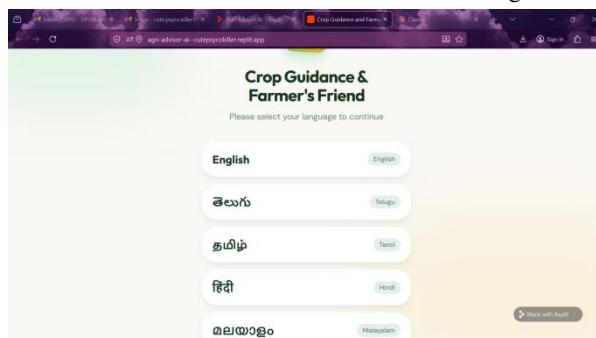 Crop Guidance and Farme
Sign in
agri-advisor-ai--cutepsycokiller.replit.app
Crop Guidance &
Farmer's Friend
Please select your language to continue
English English
తెలుగు Telugu
தமிழ் Tamil
हिंदी Hindi
മലയാളം Malayalam
Made with Replit